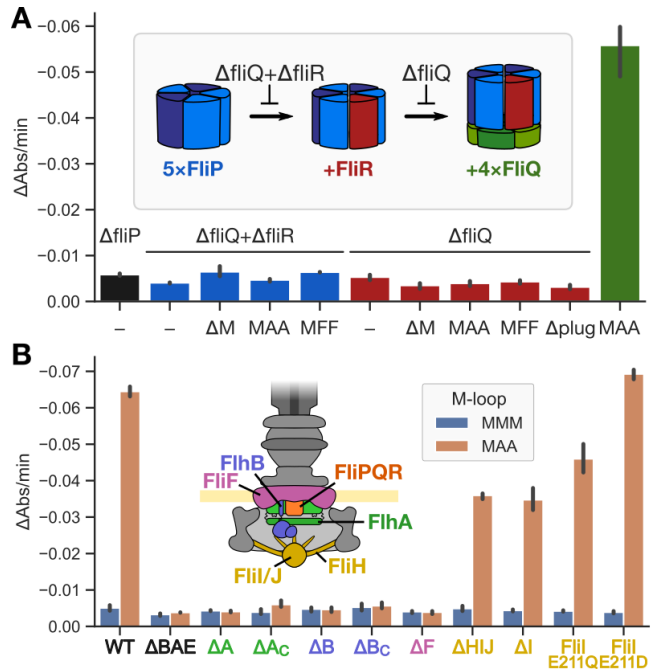 A
ΔAbs/min
−0.06
−0.05
−0.04
−0.03
−0.02
−0.01
0.00
ΔfliQ+ΔfliR
ΔfliQ
5×FliP
+FliR
+4×FliQ
ΔfliP
ΔfliQ+ΔfliR
ΔfliQ
– – ΔM MAA MFF – ΔM MAA MFF Δplug MAA
B
ΔAbs/min
−0.07
−0.06
−0.05
−0.04
−0.03
−0.02
−0.01
0.00
M-loop
MMM
MAA
FlhB
FliF
FliPQR
FlhA
FliH
FliI/J
WT ΔBAE ΔA ΔAC ΔB ΔBC ΔF ΔHIJ ΔI FliI E211Q FliI E211D